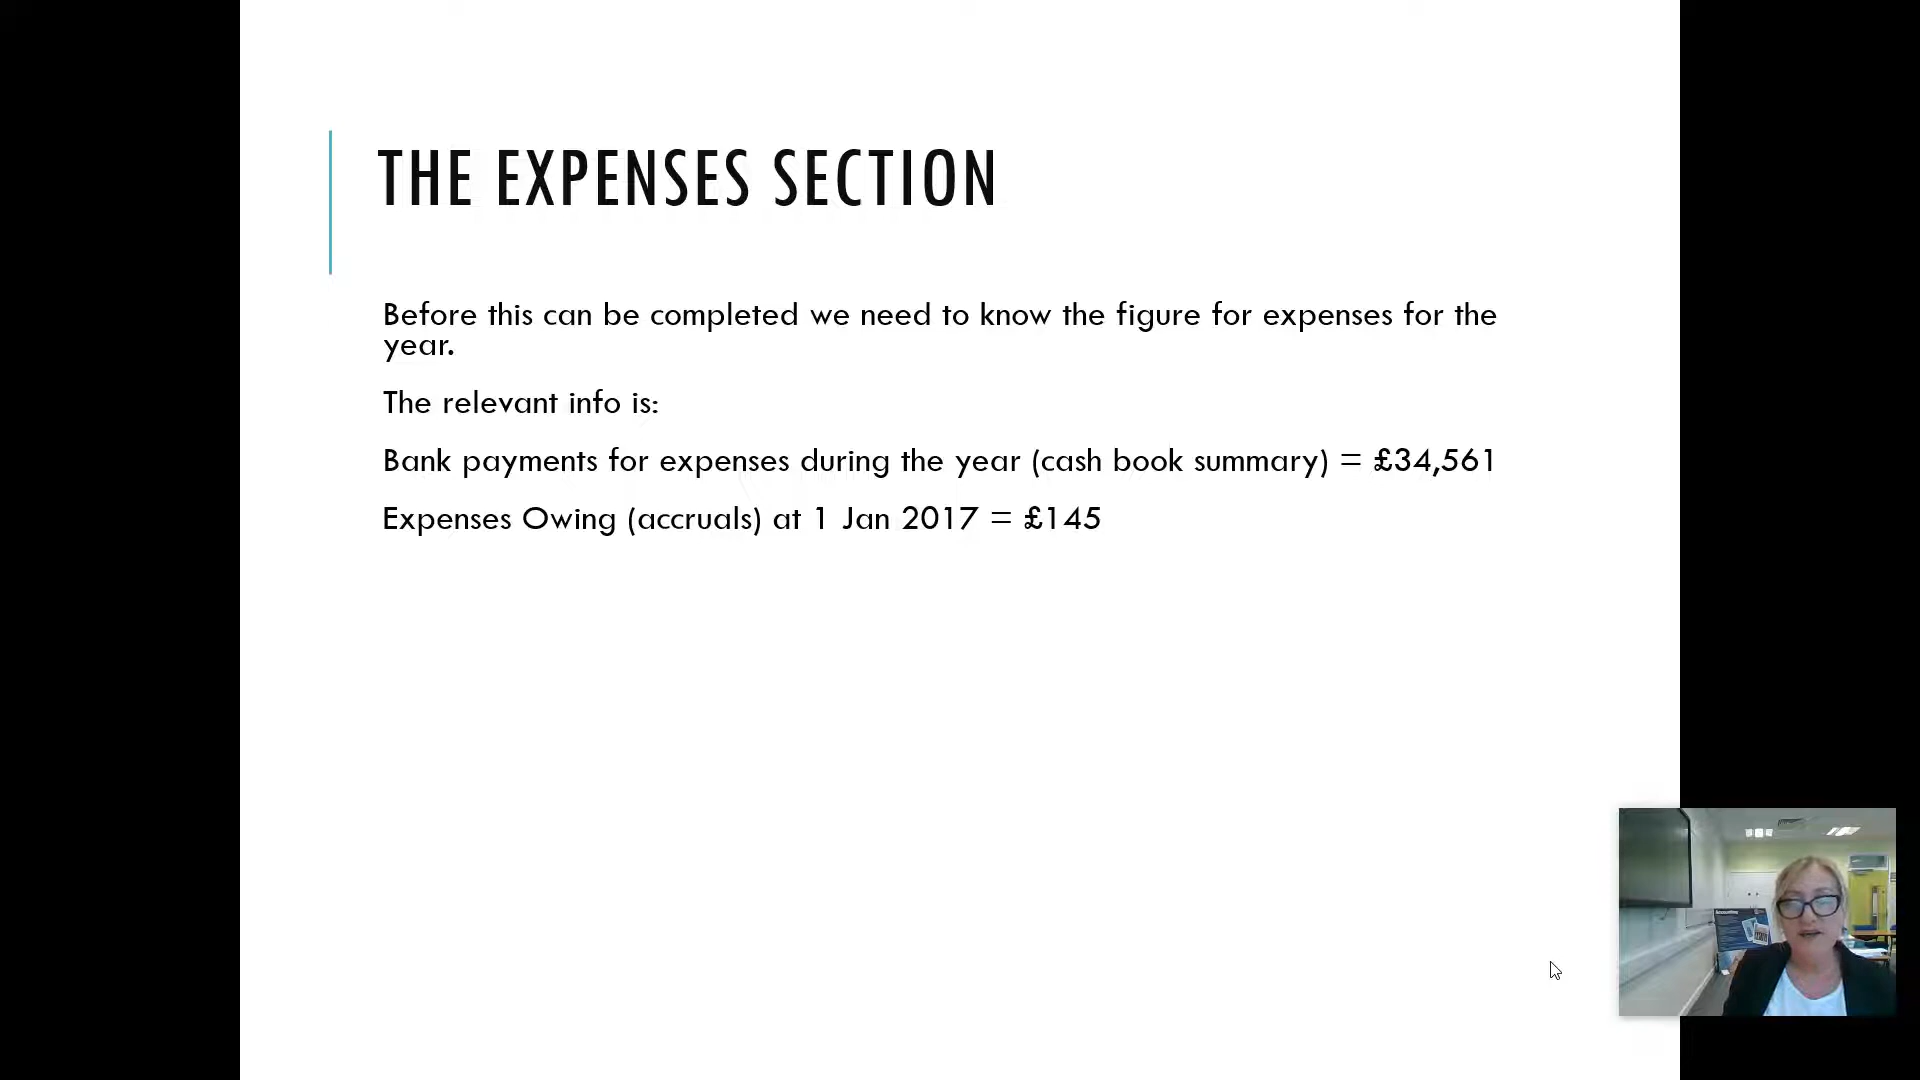 THE EXPENSES SECTION
Before this can be completed we need to know the figure for expenses for the
year.
The relevant info is:
Bank payments for expenses during the year (cash book summary) = £34,561
Expenses Owing (accruals) at 1 Jan 2017 = £145
Accounting